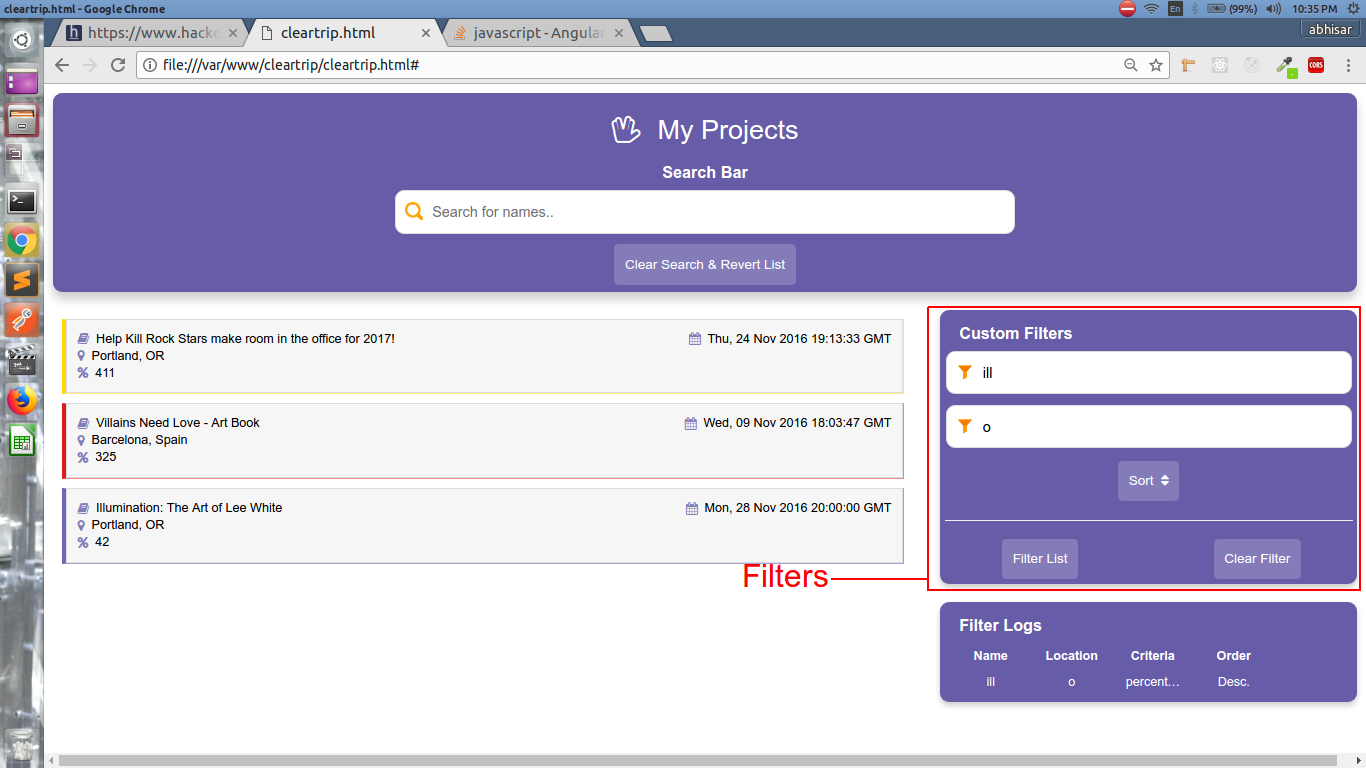 cleartrip.html - Google Chrome
En
(99%)
10:35 PM
https://www.hacke
cleartrip.html
javascript - Angular
abhisar
file:///var/www/cleartrip/cleartrip.html#
CORS
My Projects
Search Bar
Search for names..
Clear Search & Revert List
Help Kill Rock Stars make room in the office for 2017!
Thu, 24 Nov 2016 19:13:33 GMT
Portland, OR
411
Villains Need Love - Art Book
Wed, 09 Nov 2016 18:03:47 GMT
Barcelona, Spain
325
Illumination: The Art of Lee White
Mon, 28 Nov 2016 20:00:00 GMT
Portland, OR
42
Custom Filters
ill
o
Sort
Filter List
Clear Filter
Filters
Filter Logs
Name Location Criteria Order
ill o percent… Desc.